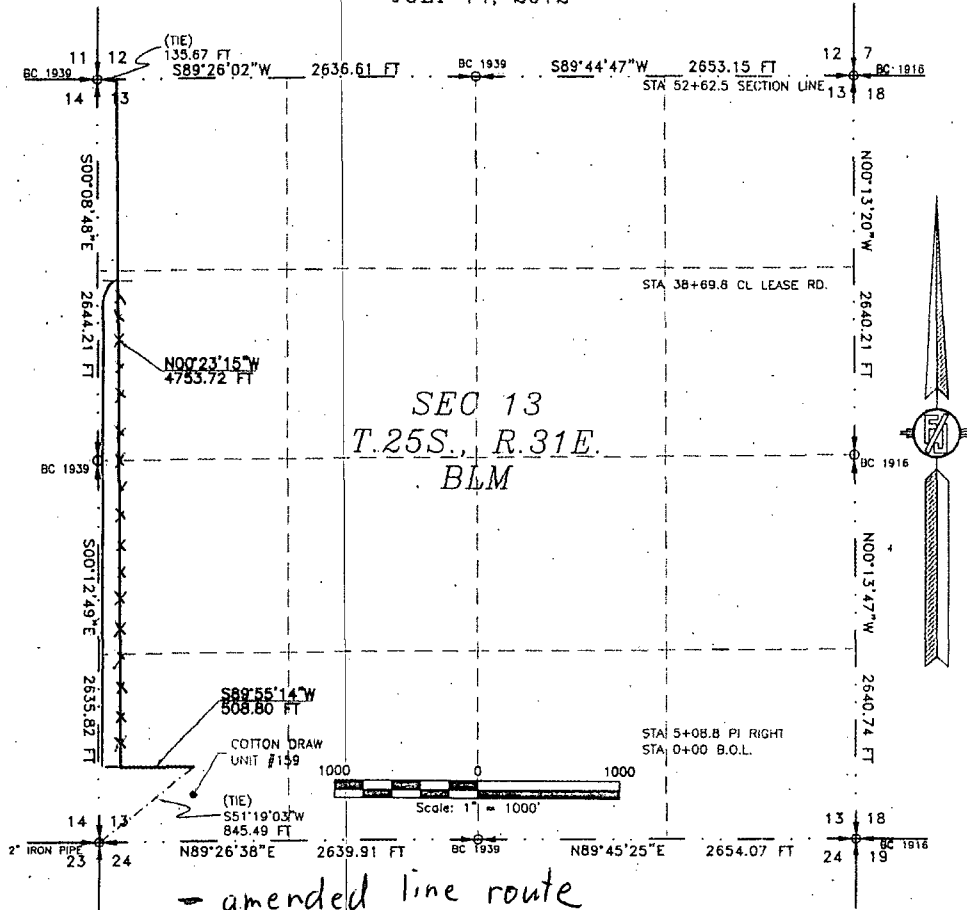 11 12
(TIE)
135.67 FT
BC 1939
S89°26'02"W 2636.61 FT
BC 1939
S89°44'47"W 2653.15 FT
12 7
BC 1916
14 13
STA 52+62.5 SECTION LINE
13 18
S00°08'48"E 2644.21 FT
N00°13'20"W 2640.21 FT
STA 38+69.8 CL LEASE RD.
N00°23'15"W
4753.72 FT
SEC 13
T.25S., R.31E.
BLM
BC 1939
BC 1916
S00°12'49"E 2635.82 FT
N00°13'47"W 2640.74 FT
S89°55'14"W
508.80 FT
COTTON DRAW
UNIT #159
STA 5+08.8 PI RIGHT
STA 0+00 B.O.L.
1000 0 1000
Scale: 1" = 1000'
(TIE)
S51°19'03"W
845.49 FT
14 13
2" IRON PIPE
23 24
N89°26'38"E 2639.91 FT
BC 1939
N89°45'25"E 2654.07 FT
13 18
BC 1916
24 19
- amended line route